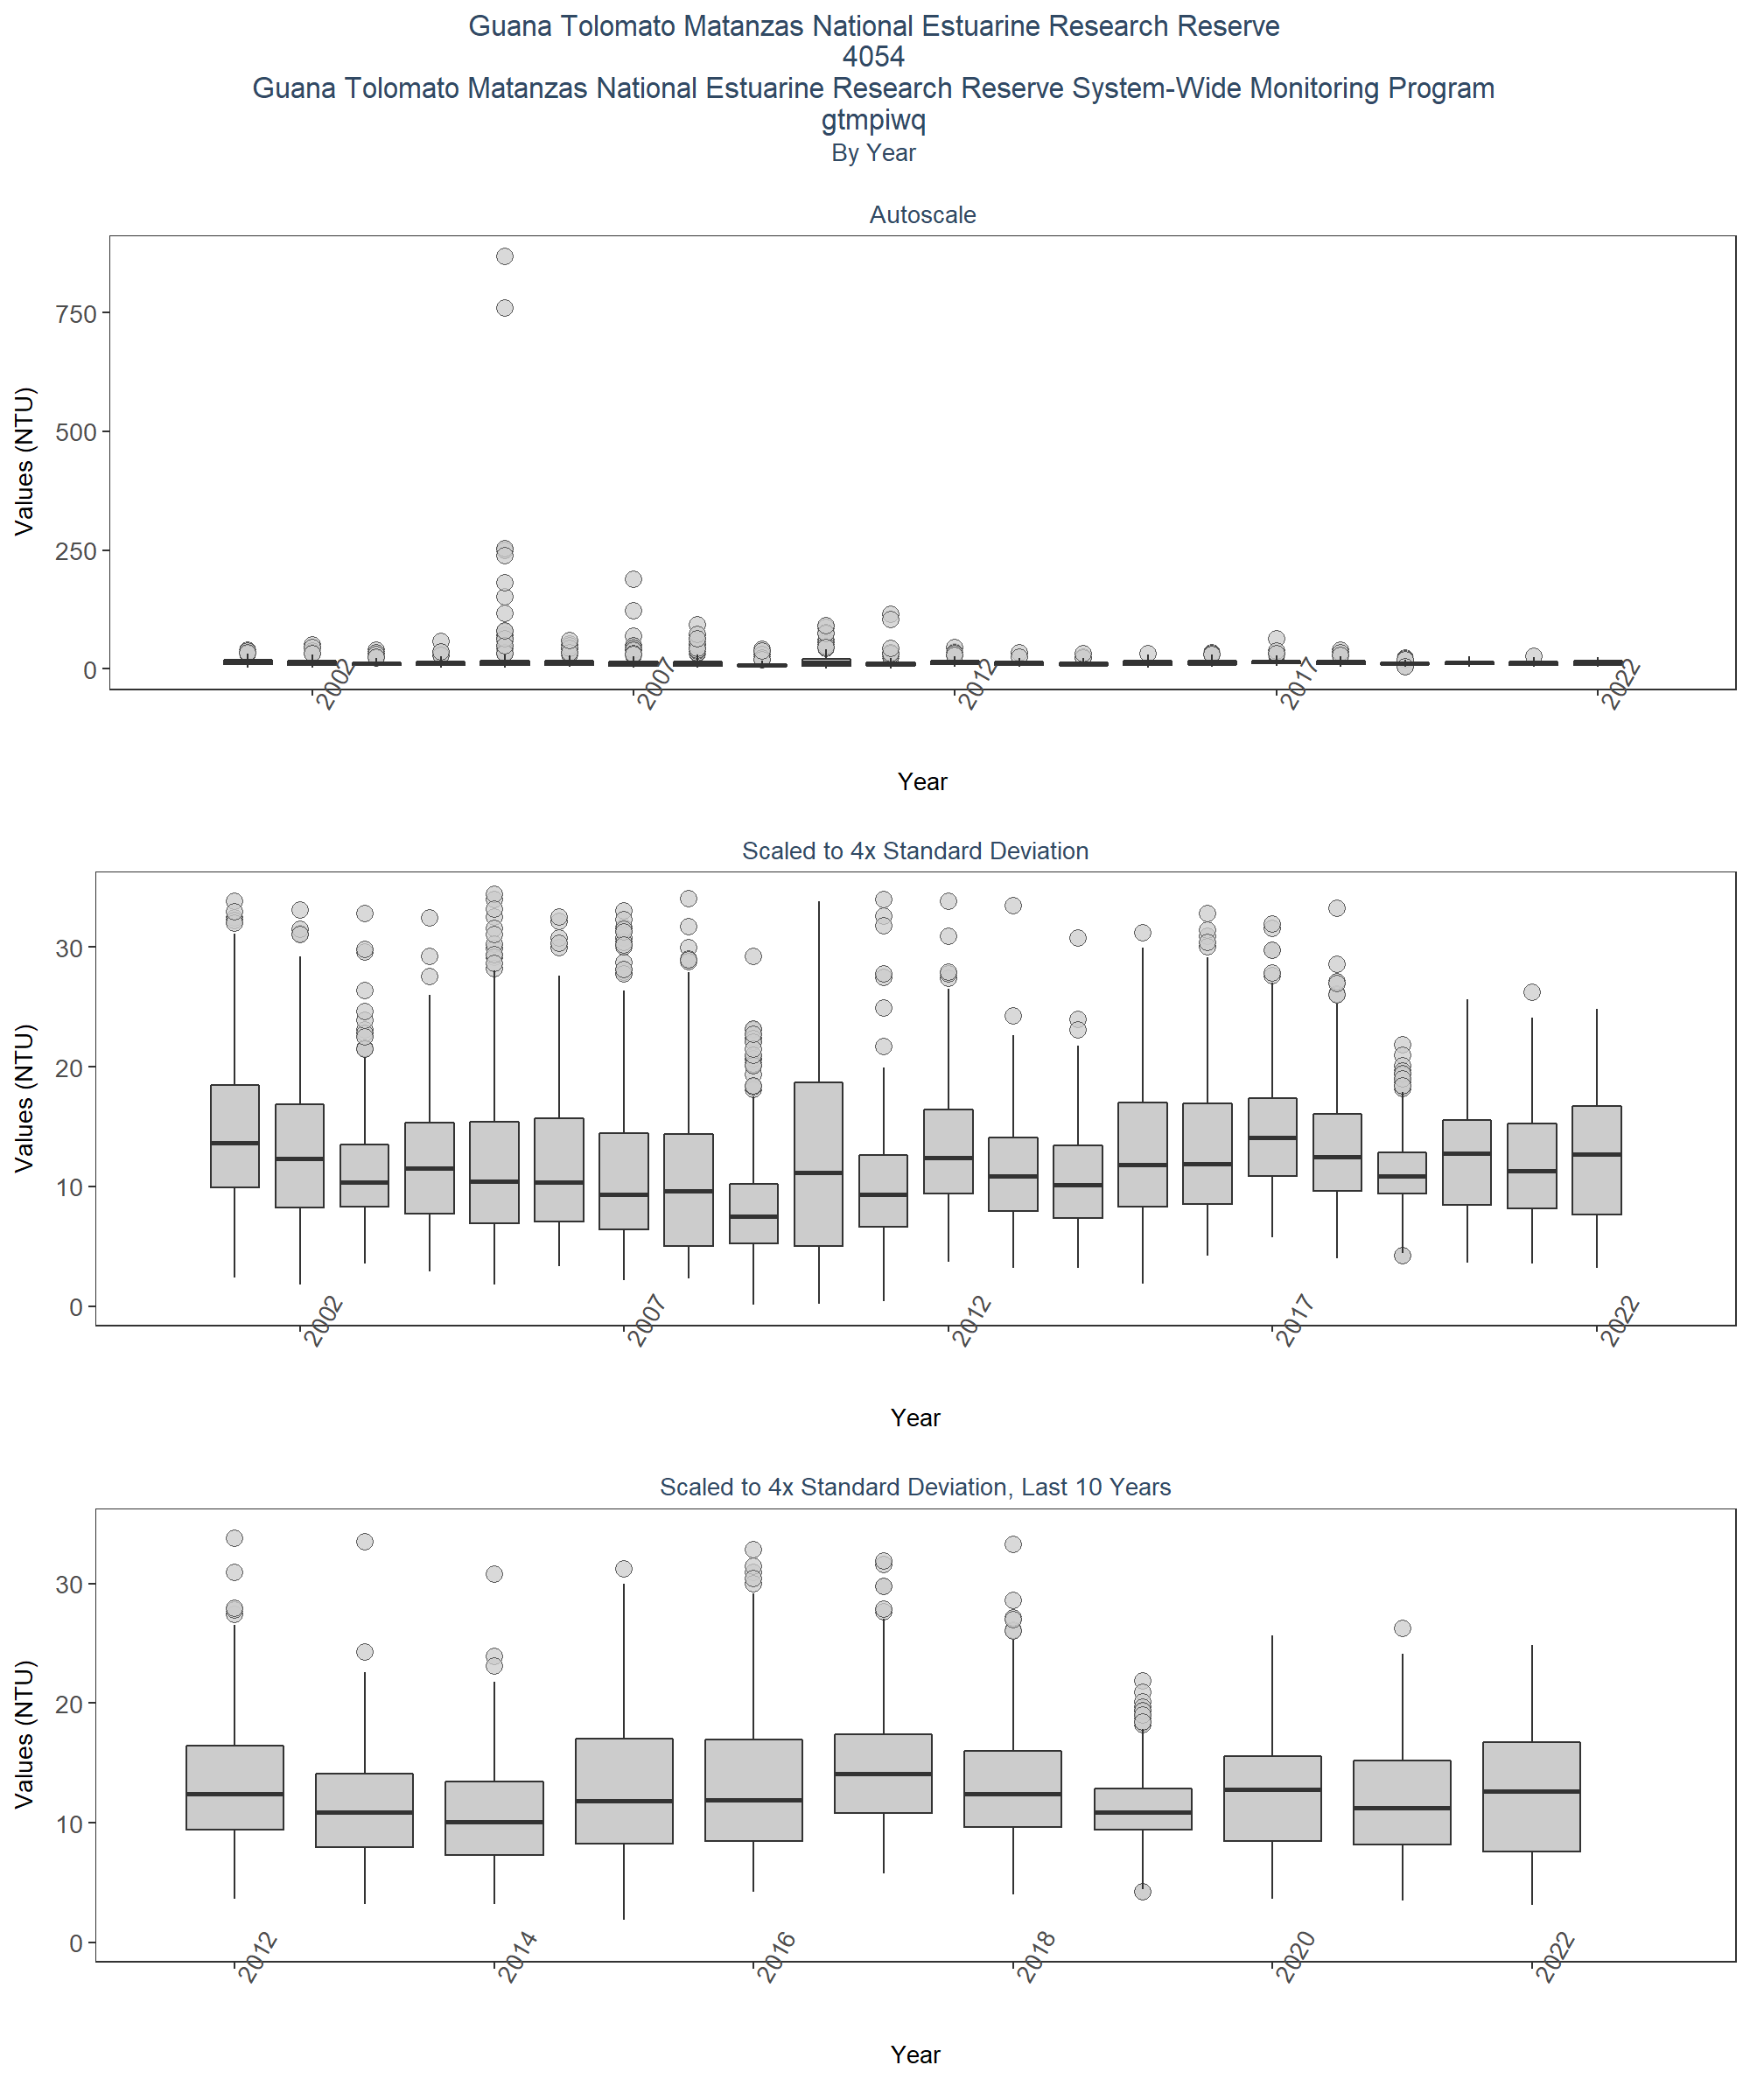 Guana Tolomato Matanzas National Estuarine Research Reserve
4054
Guana Tolomato Matanzas National Estuarine Research Reserve System-Wide Monitoring Program
gtmpiwq
By Year
Autoscale
Values (NTU)
750
500
250
0
2002
2007
2012
2017
2022
Year
Scaled to 4x Standard Deviation
Values (NTU)
30
20
10
0
2002
2007
2012
2017
2022
Year
Scaled to 4x Standard Deviation, Last 10 Years
Values (NTU)
30
20
10
0
2012
2014
2016
2018
2020
2022
Year